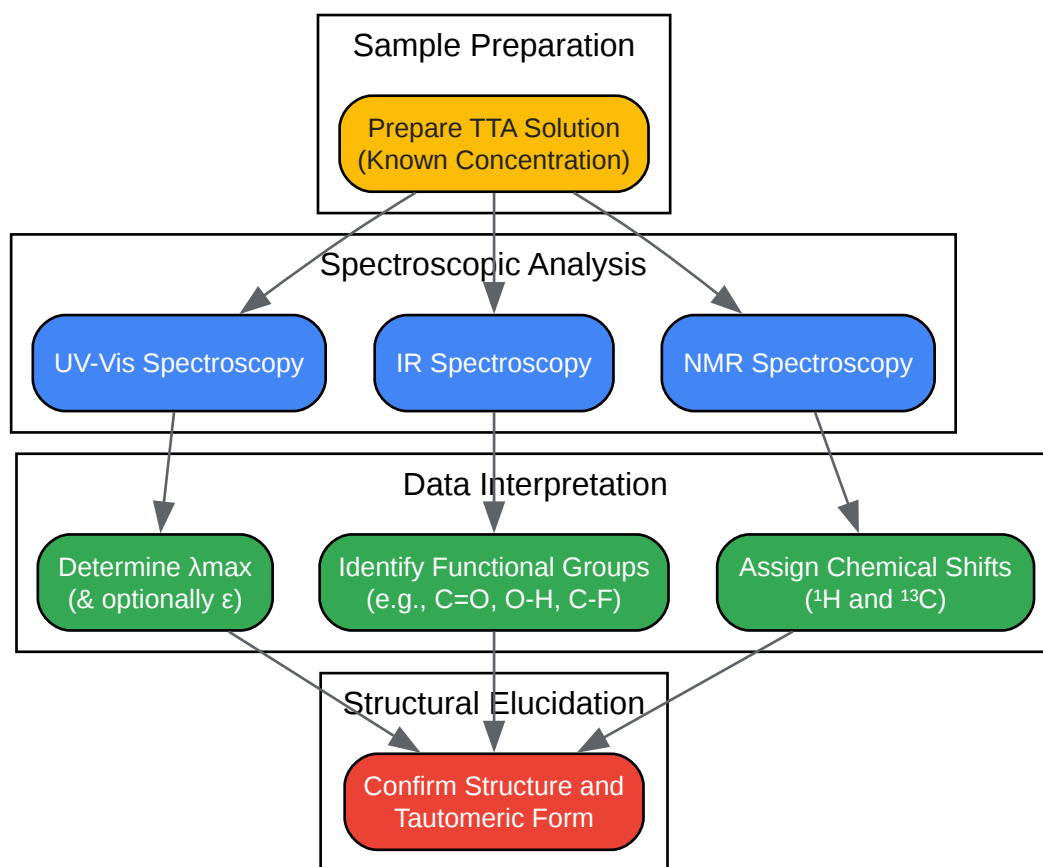 Sample Preparation
Prepare TTA Solution
(Known Concentration)
Spectroscopic Analysis
UV-Vis Spectroscopy
IR Spectroscopy
NMR Spectroscopy
Data Interpretation
Determine λmax
(& optionally ε)
Identify Functional Groups
(e.g., C=O, O-H, C-F)
Assign Chemical Shifts
(¹H and ¹³C)
Structural Elucidation
Confirm Structure and
Tautomeric Form